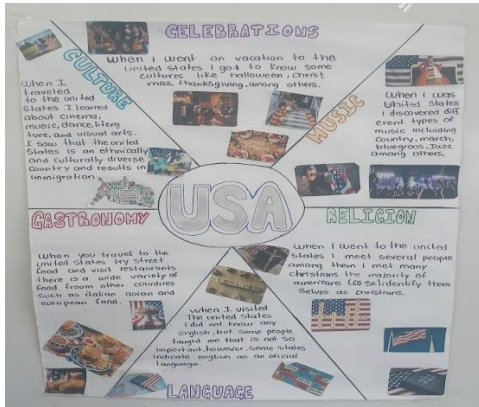 CELEBRATIONS
When I went on vacation to the
United States I got to know some
cultures like halloween, christ
mas, thanksgiving, among others.
CULTURE
When I
traveled
to the united
States I learned
about cinema,
music, dance, litera
ture, and visual arts.
I saw that the united
States is an ethnically
and culturally diverse
country and results in
immigration.
MUSIC
When I was
United States
I discovered diff
erent types of
music including
country, march,
bluegrass, Jazz
among others.
USA
GASTRONOMY
When you travel to the
united states try street
food and visit restaurants.
there is a wide variety of
food from other countries
such as italian asian and
european food.
RELIGION
When I went to the united
States I meet several people
among them I met many
christians the majority of
americans
identify them
selves as christians.
When I visited
The united states
I did not know any
english, but some people
taught me that is not so
important, however, some states
indicate english as an oficial
language.
LANGUAGE